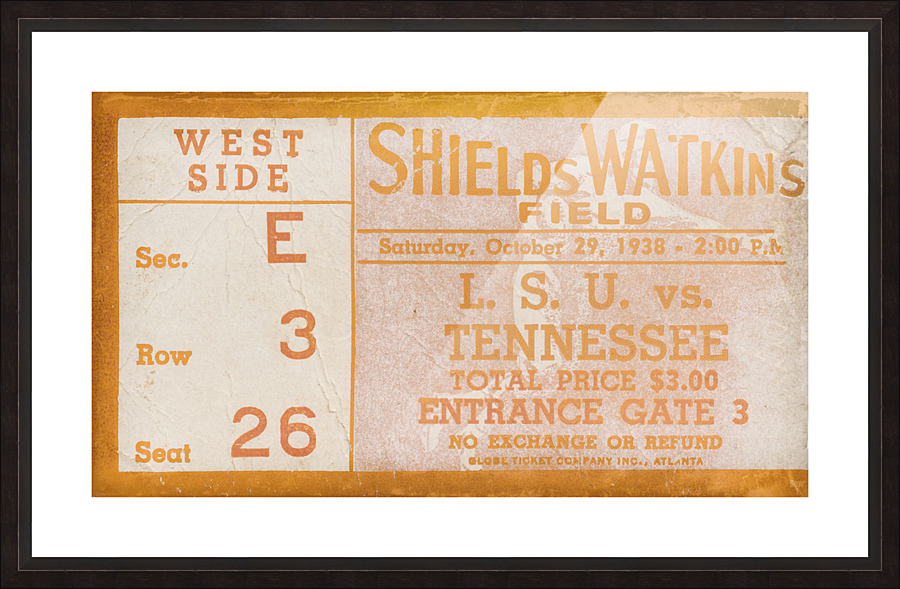 WEST
SIDE
Sec. E
Row 3
Seat 26
SHIELDS WATKINS
FIELD
Saturday, October 29, 1938 - 2:00 P.M
L. S. U. vs.
TENNESSEE
TOTAL PRICE $3.00
ENTRANCE GATE 3
NO EXCHANGE OR REFUND
GLOBE TICKET COMPANY INC., ATLANTA